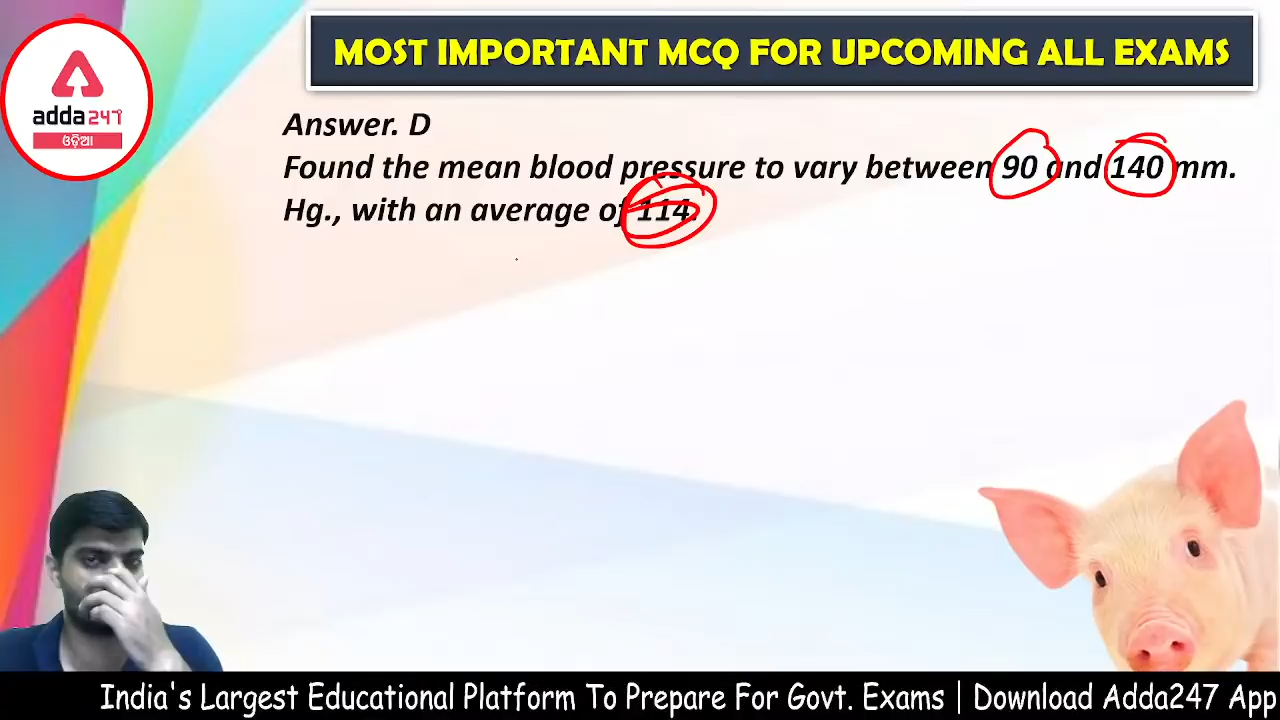 MOST IMPORTANT MCQ FOR UPCOMING ALL EXAMS
adda247
ଓଡ଼ିଆ
Answer. D
Found the mean blood pressure to vary between 90 and 140 mm.
Hg., with an average of 114.
India's Largest Educational Platform To Prepare For Govt. Exams | Download Adda247 App